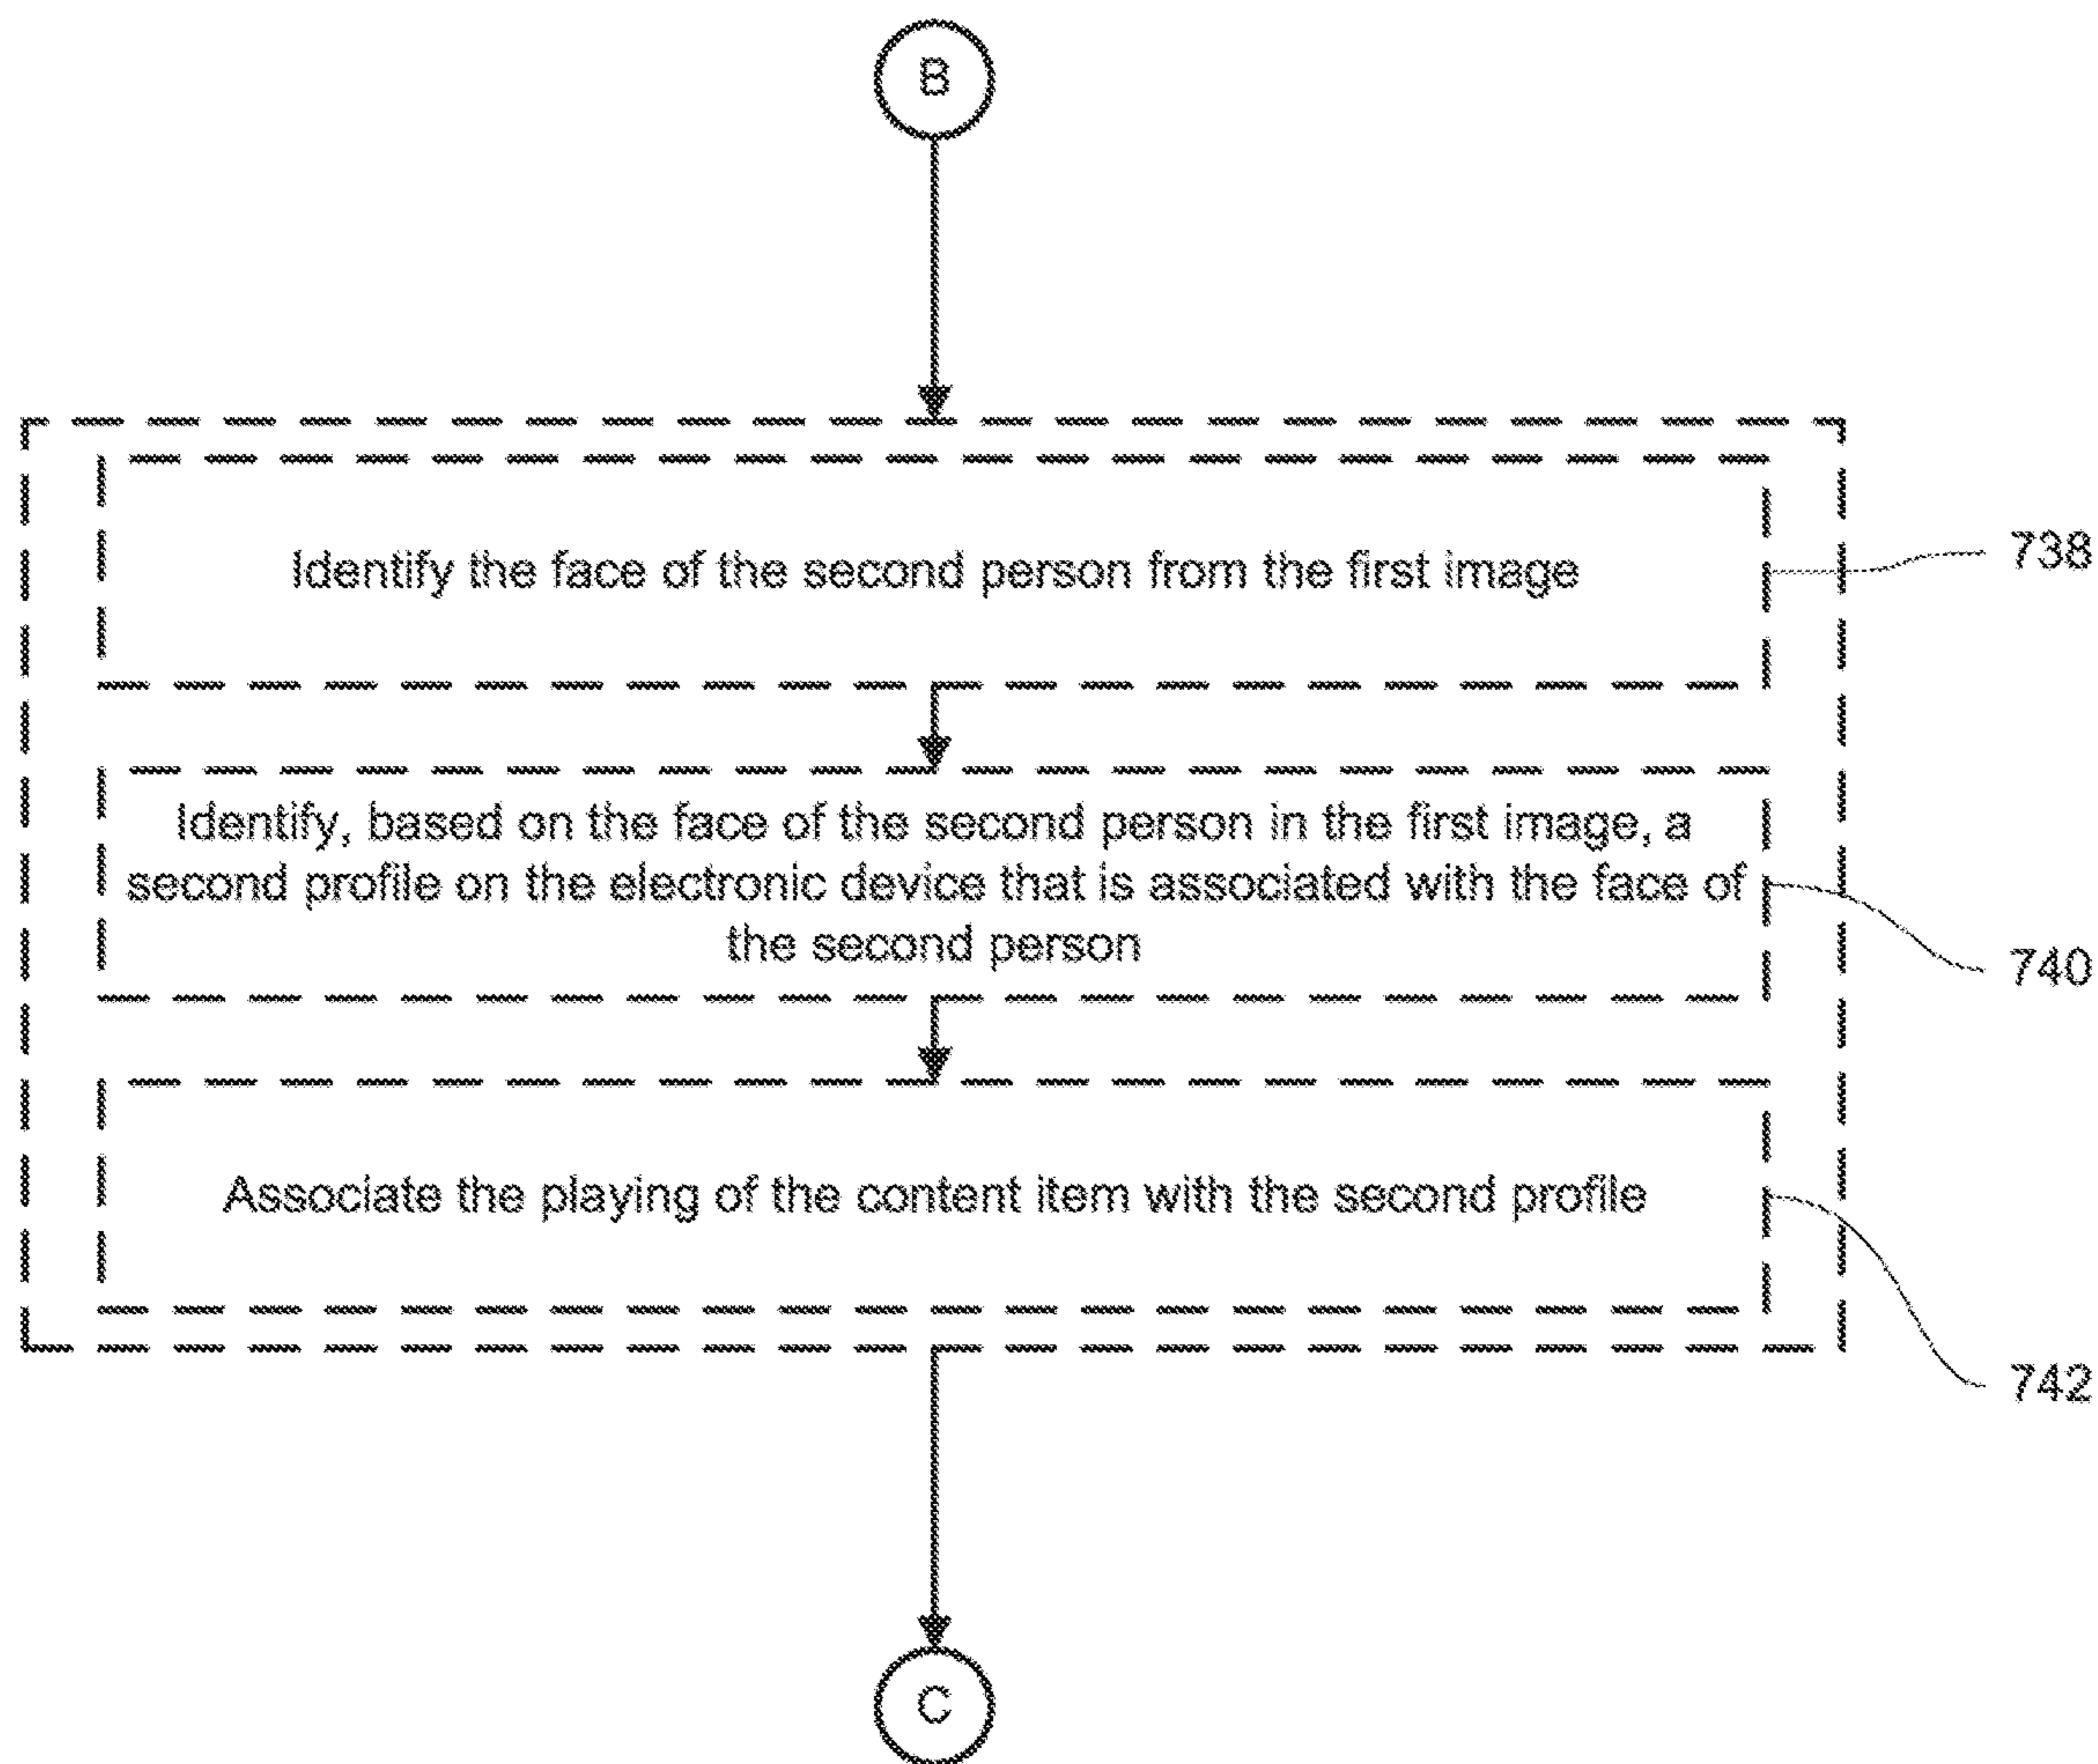 B
Identify the face of the second person from the first image
738
Identify, based on the face of the second person in the first image, a
second profile on the electronic device that is associated with the face of
the second person
740
Associate the playing of the content item with the second profile
742
C